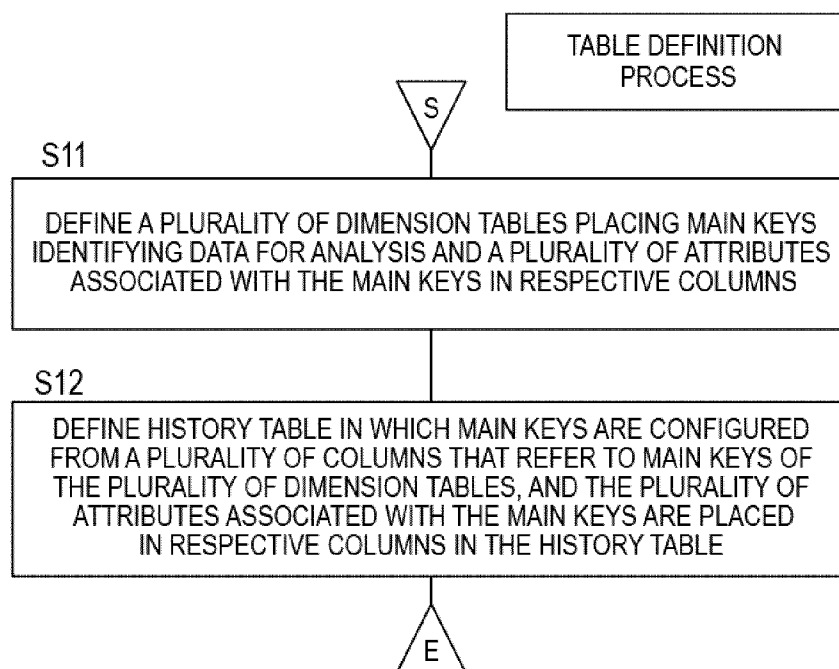 TABLE DEFINITION
PROCESS
S
S11
DEFINE A PLURALITY OF DIMENSION TABLES PLACING MAIN KEYS
IDENTIFYING DATA FOR ANALYSIS AND A PLURALITY OF ATTRIBUTES
ASSOCIATED WITH THE MAIN KEYS IN RESPECTIVE COLUMNS
S12
DEFINE HISTORY TABLE IN WHICH MAIN KEYS ARE CONFIGURED
FROM A PLURALITY OF COLUMNS THAT REFER TO MAIN KEYS OF
THE PLURALITY OF DIMENSION TABLES, AND THE PLURALITY OF
ATTRIBUTES ASSOCIATED WITH THE MAIN KEYS ARE PLACED
IN RESPECTIVE COLUMNS IN THE HISTORY TABLE
E